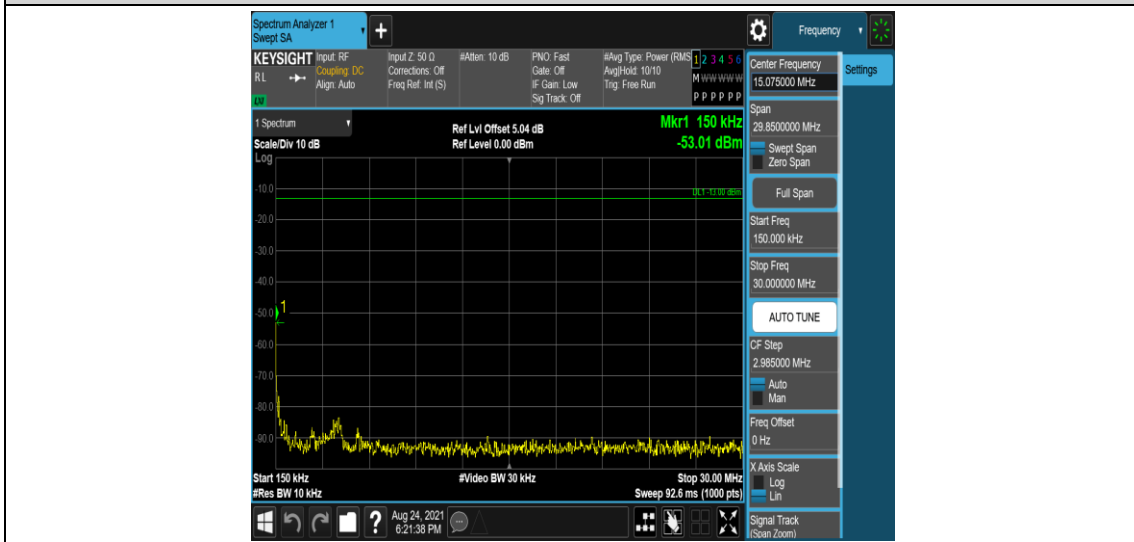 Spectrum Analyzer 1
Swept SA
+
Frequency
KEYSIGHT
RL
LXI
Input: RF
Coupling: DC
Align: Auto
Input Z: 50 Ω
Corrections: Off
Freq Ref: Int (S)
#Atten: 10 dB
PNO: Fast
Gate: Off
IF Gain: Low
Sig Track: Off
#Avg Type: Power (RMS
Avg|Hold: 10/10
Trig: Free Run
1 2 3 4 5 6
M W W W W W
P P P P P P
1 Spectrum
Scale/Div 10 dB
Ref Lvl Offset 5.04 dB
Ref Level 0.00 dBm
Mkr1 150 kHz
-53.01 dBm
Log
DL1 -13.00 dBm
-10.0
-20.0
-30.0
-40.0
-50.0
1
-60.0
-70.0
-80.0
-90.0
Start 150 kHz
#Video BW 30 kHz
Stop 30.00 MHz
#Res BW 10 kHz
Sweep 92.6 ms (1000 pts)
?
Aug 24, 2021
6:21:38 PM
Center Frequency
15.075000 MHz
Settings
Span
29.8500000 MHz
Swept Span
Zero Span
Full Span
Start Freq
150.000 kHz
Stop Freq
30.000000 MHz
AUTO TUNE
CF Step
2.985000 MHz
Auto
Man
Freq Offset
0 Hz
X Axis Scale
Log
Lin
Signal Track
(Span Zoom)